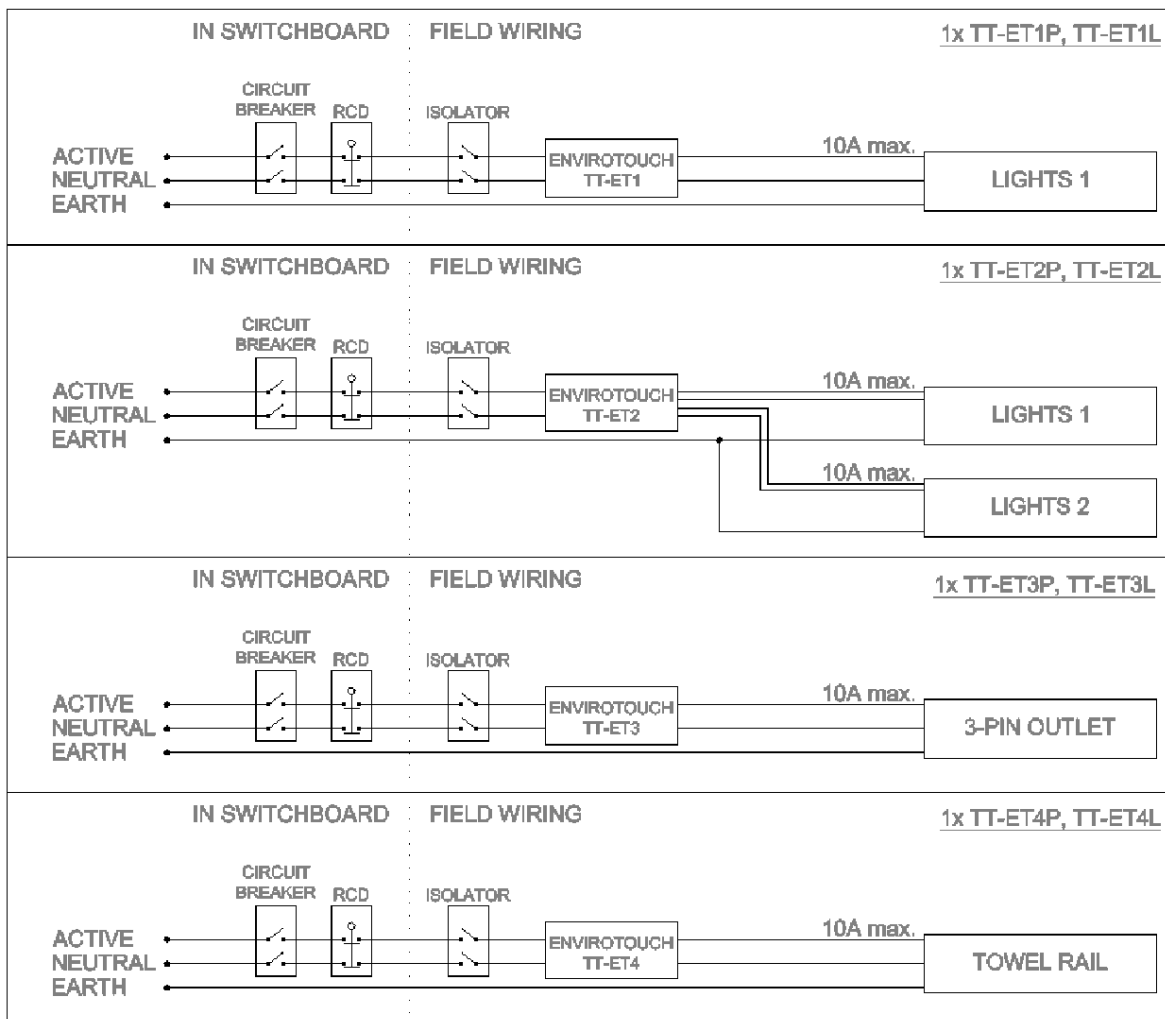 IN SWITCHBOARD FIELD WIRING 1x TT-ET1P, TT-ET1L
CIRCUIT
BREAKER RCD ISOLATOR
10A max.
ACTIVE
NEUTRAL
EARTH
ENVIROTOUCH
TT-ET1
LIGHTS 1
IN SWITCHBOARD FIELD WIRING 1x TT-ET2P, TT-ET2L
CIRCUIT
BREAKER RCD ISOLATOR
10A max.
ACTIVE
NEUTRAL
EARTH
ENVIROTOUCH
TT-ET2
LIGHTS 1
10A max.
LIGHTS 2
IN SWITCHBOARD FIELD WIRING 1x TT-ET3P, TT-ET3L
CIRCUIT
BREAKER RCD ISOLATOR
10A max.
ACTIVE
NEUTRAL
EARTH
ENVIROTOUCH
TT-ET3
3-PIN OUTLET
IN SWITCHBOARD FIELD WIRING 1x TT-ET4P, TT-ET4L
CIRCUIT
BREAKER RCD ISOLATOR
10A max.
ACTIVE
NEUTRAL
EARTH
ENVIROTOUCH
TT-ET4
TOWEL RAIL